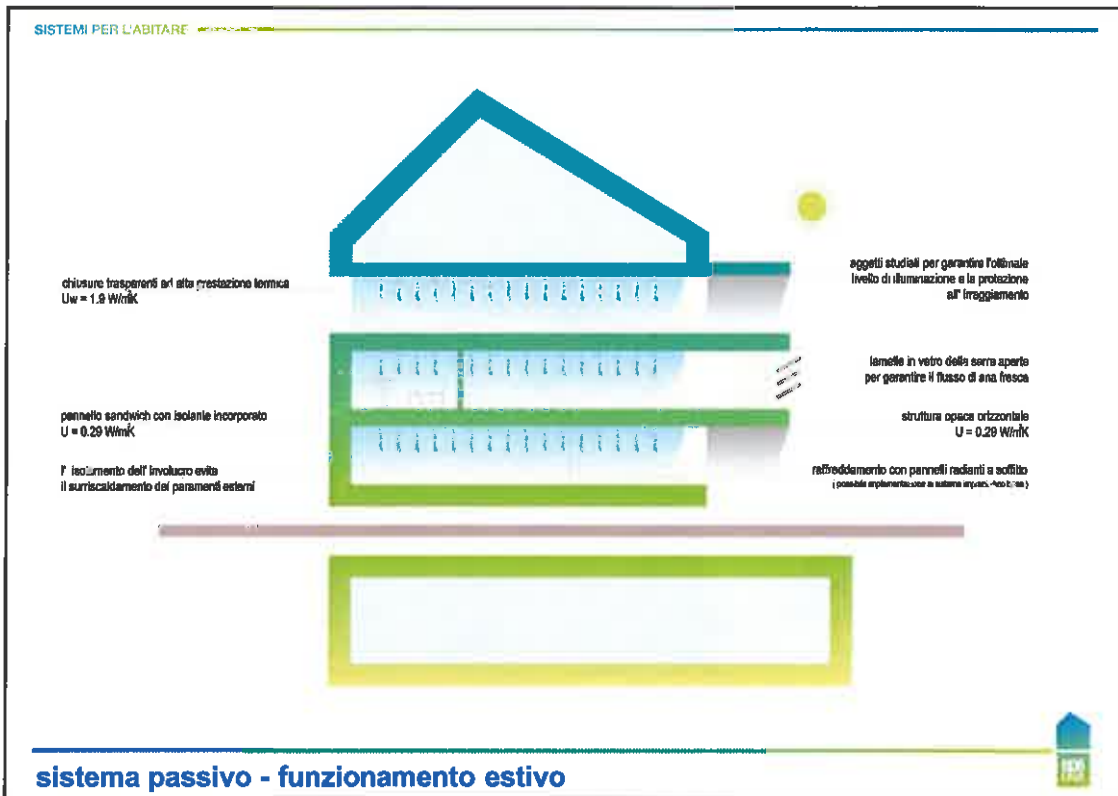 SISTEMI PER L'ABITARE
chiusure trasparenti ad alta prestazione termica
Uw = 1.9 W/m²K
pannello sandwich con isolante incorporato
U = 0.29 W/m²K
l' isolamento dell' involucro evita
il surriscaldamento dei paramenti esterni
aggetti studiati per garantire l'ottimale
livello di illuminazione e la protezione
all' irraggiamento
lamelle in vetro della serra aperte
per garantire il flusso di aria fresca
struttura opaca orizzontale
U = 0.29 W/m²K
raffreddamento con pannelli radianti a soffitto
( possibile implementazione
sistema passivo - funzionamento estivo